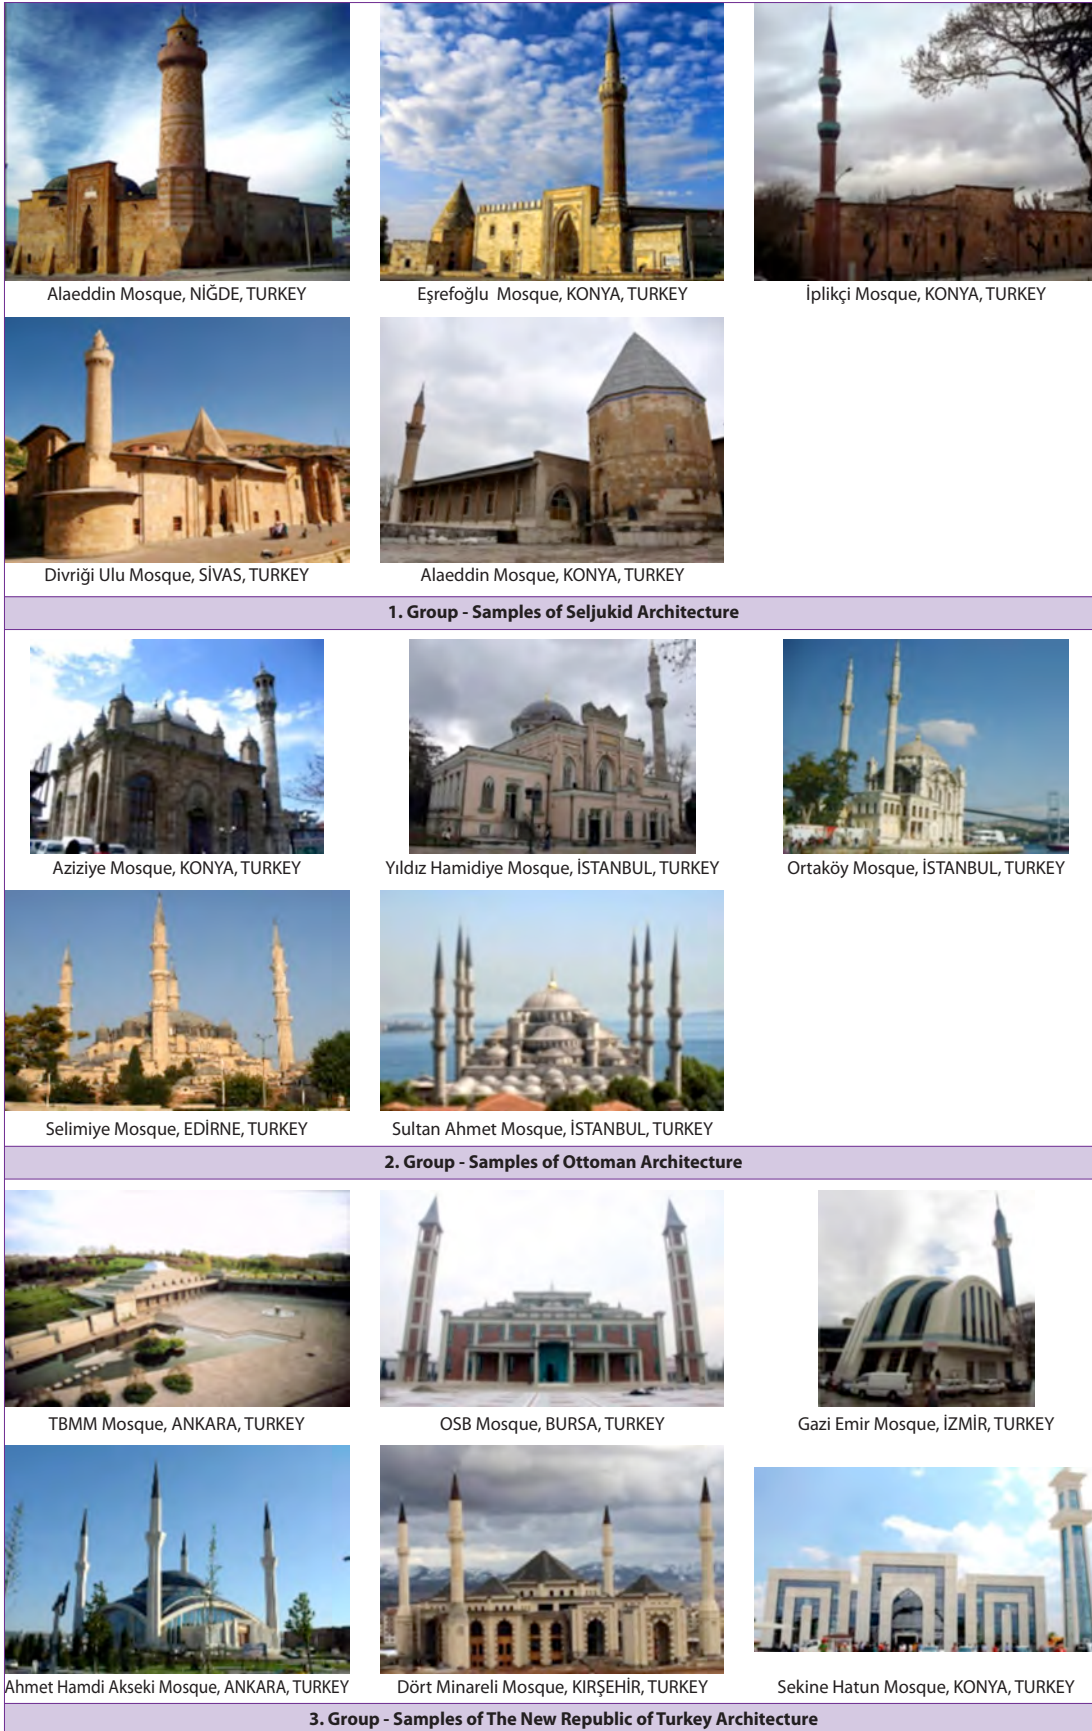 Alaeddin Mosque, NİĞDE, TURKEY
Eşrefoğlu Mosque, KONYA, TURKEY
İplikçi Mosque, KONYA, TURKEY
Divriği Ulu Mosque, SİVAS, TURKEY
Alaeddin Mosque, KONYA, TURKEY
1. Group - Samples of Seljukid Architecture
Aziziye Mosque, KONYA, TURKEY
Yıldız Hamidiye Mosque, İSTANBUL, TURKEY
Ortaköy Mosque, İSTANBUL, TURKEY
Selimiye Mosque, EDİRNE, TURKEY
Sultan Ahmet Mosque, İSTANBUL, TURKEY
2. Group - Samples of Ottoman Architecture
TBMM Mosque, ANKARA, TURKEY
OSB Mosque, BURSA, TURKEY
Gazi Emir Mosque, İZMİR, TURKEY
Ahmet Hamdi Akseki Mosque, ANKARA, TURKEY
Dört Minareli Mosque, KIRŞEHİR, TURKEY
Sekine Hatun Mosque, KONYA, TURKEY
3. Group - Samples of The New Republic of Turkey Architecture